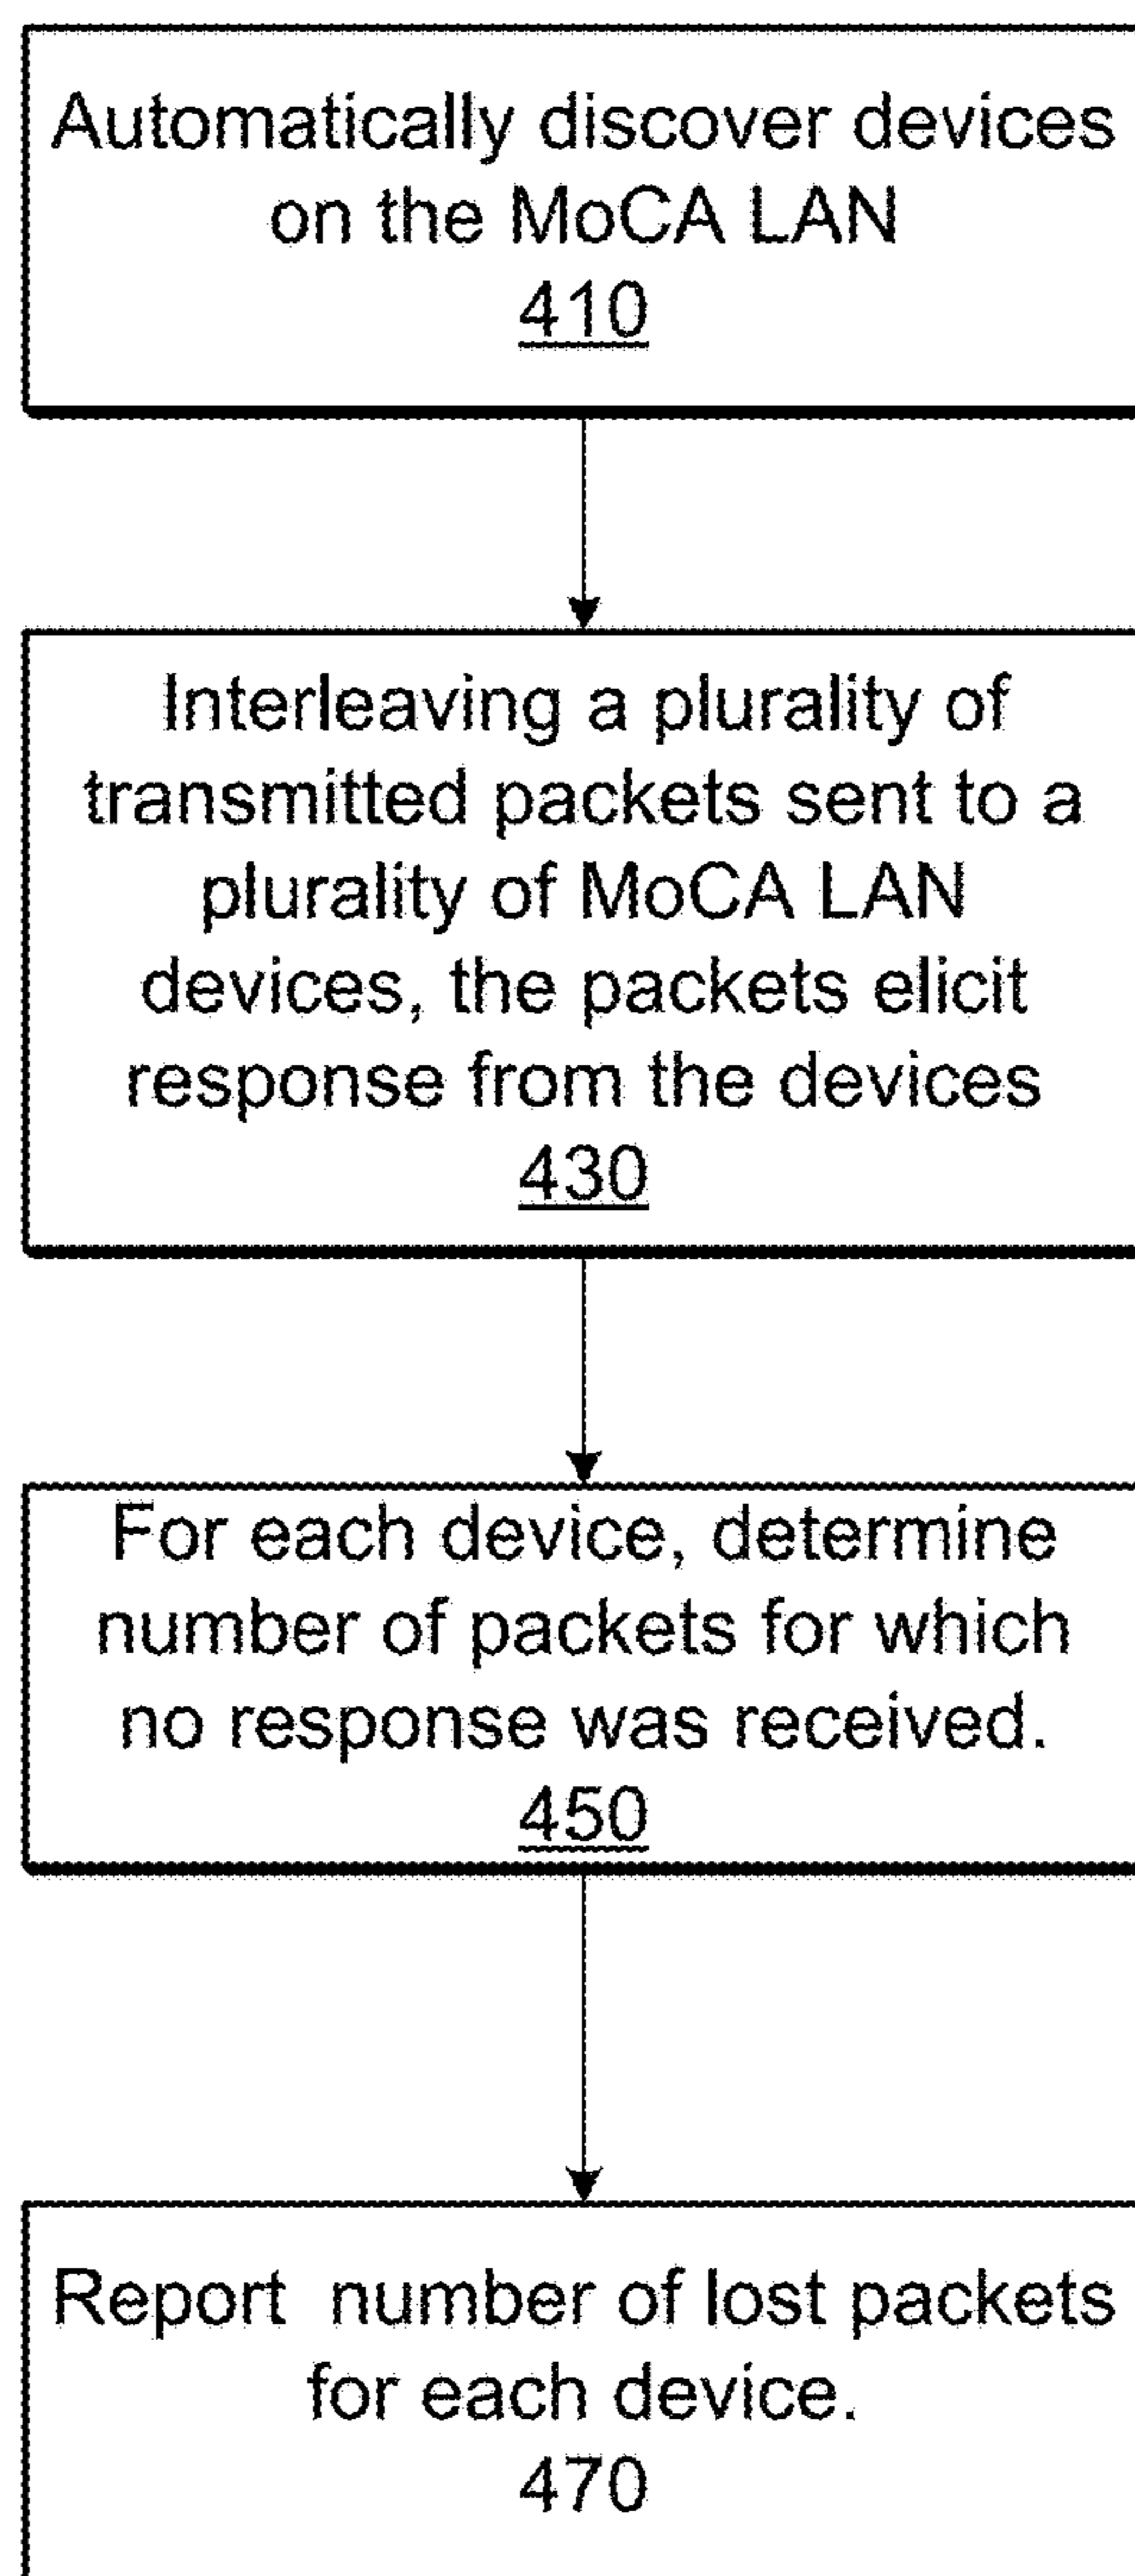 Automatically discover devices
on the MoCA LAN
410
Interleaving a plurality of
transmitted packets sent to a
plurality of MoCA LAN
devices, the packets elicit
response from the devices
430
For each device, determine
number of packets for which
no response was received.
450
Report number of lost packets
for each device.
470